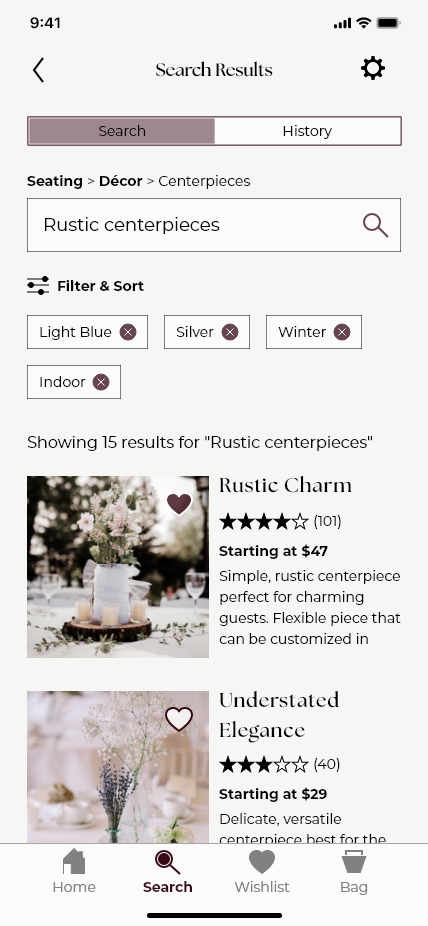 9:41
Search Results
Search
History
Seating > Décor > Centerpieces
Rustic centerpieces
Filter & Sort
Light Blue
Silver
Winter
Indoor
Showing 15 results for "Rustic centerpieces"
Rustic Charm
(101)
Starting at $47
Simple, rustic centerpiece
perfect for charming
guests. Flexible piece that
can be customized in
Understated
Elegance
(40)
Starting at $29
Delicate, versatile
centerpiece best for the
Home
Search
Wishlist
Bag